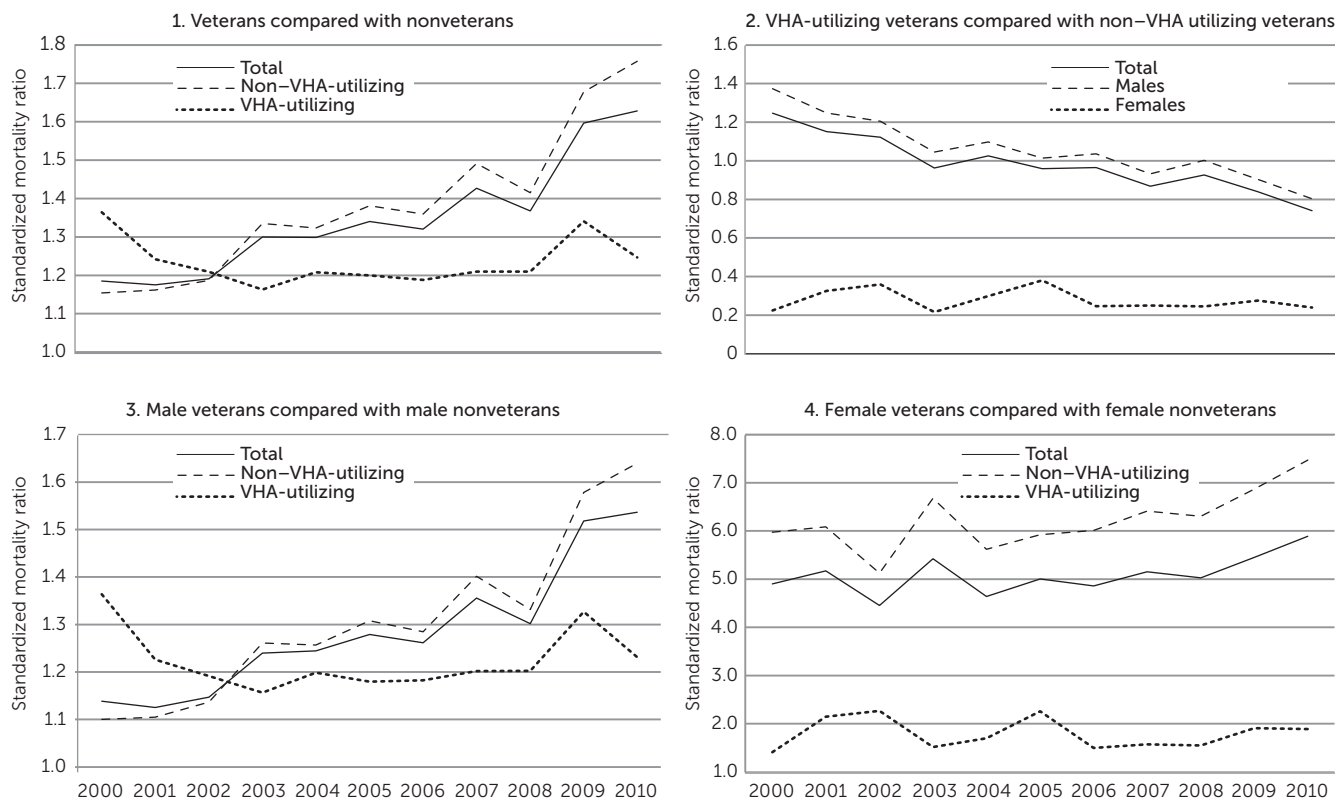 1. Veterans compared with nonveterans
Standardized mortality ratio
1.8
1.7
1.6
1.5
1.4
1.3
1.2
1.1
1.0
Total
Non–VHA-utilizing
VHA-utilizing
2. VHA-utilizing veterans compared with non–VHA utilizing veterans
Standardized mortality ratio
1.6
1.4
1.2
1.0
0.8
0.6
0.4
0.2
0
Total
Males
Females
3. Male veterans compared with male nonveterans
Standardized mortality ratio
1.7
1.6
1.5
1.4
1.3
1.2
1.1
1.0
Total
Non–VHA-utilizing
VHA-utilizing
2000 2001 2002 2003 2004 2005 2006 2007 2008 2009 2010
4. Female veterans compared with female nonveterans
Standardized mortality ratio
8.0
7.0
6.0
5.0
4.0
3.0
2.0
1.0
Total
Non–VHA-utilizing
VHA-utilizing
2000 2001 2002 2003 2004 2005 2006 2007 2008 2009 2010